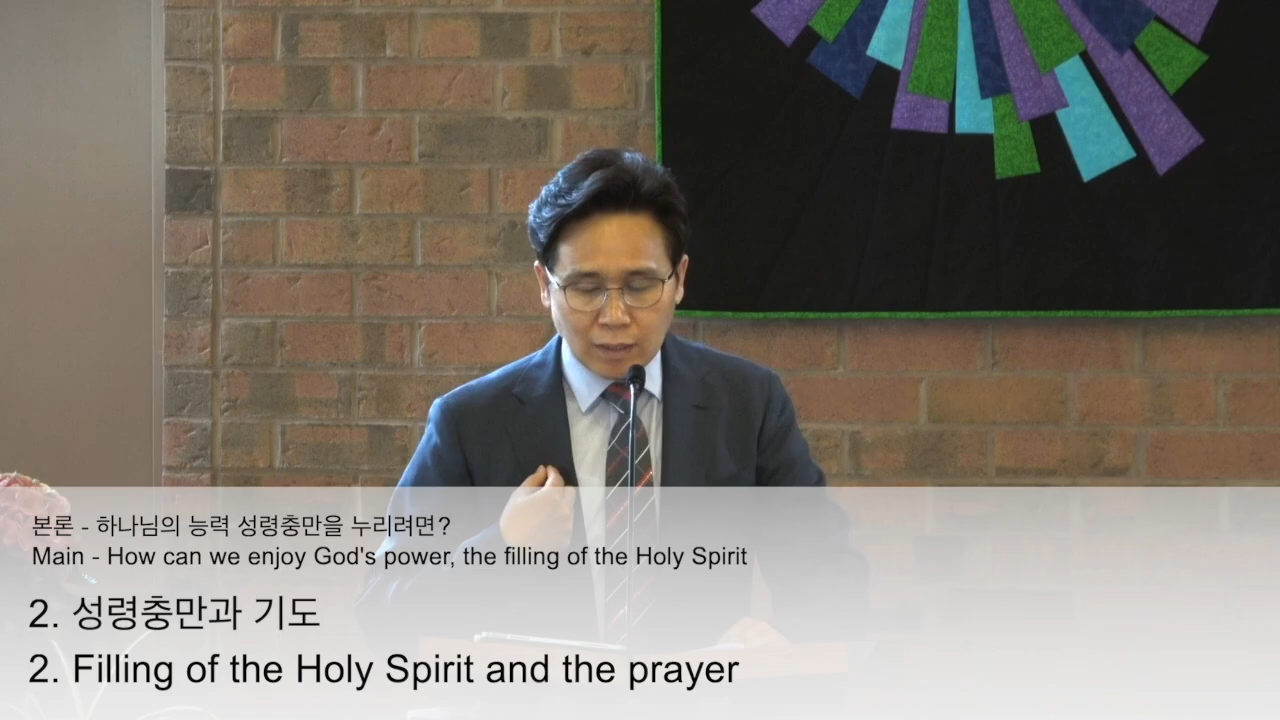 본론 - 하나님의 능력 성령충만을 누리려면?
Main - How can we enjoy God's power, the filling of the Holy Spirit
2. 성령충만과 기도
2. Filling of the Holy Spirit and the prayer